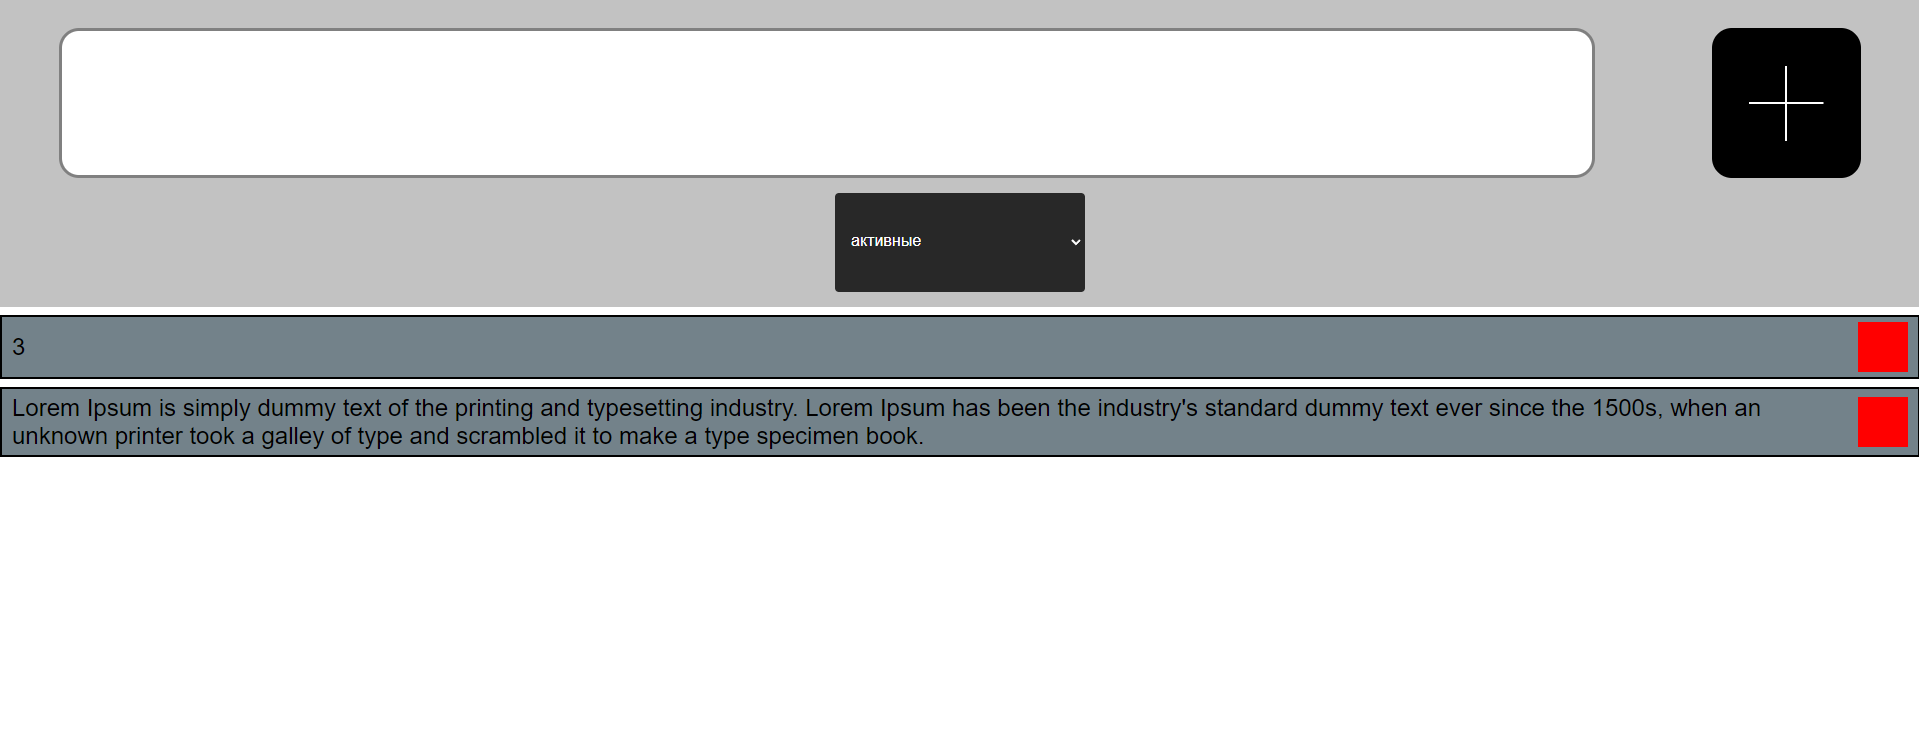 активные
3
Lorem Ipsum is simply dummy text of the printing and typesetting industry. Lorem Ipsum has been the industry's standard dummy text ever since the 1500s, when an
unknown printer took a galley of type and scrambled it to make a type specimen book.